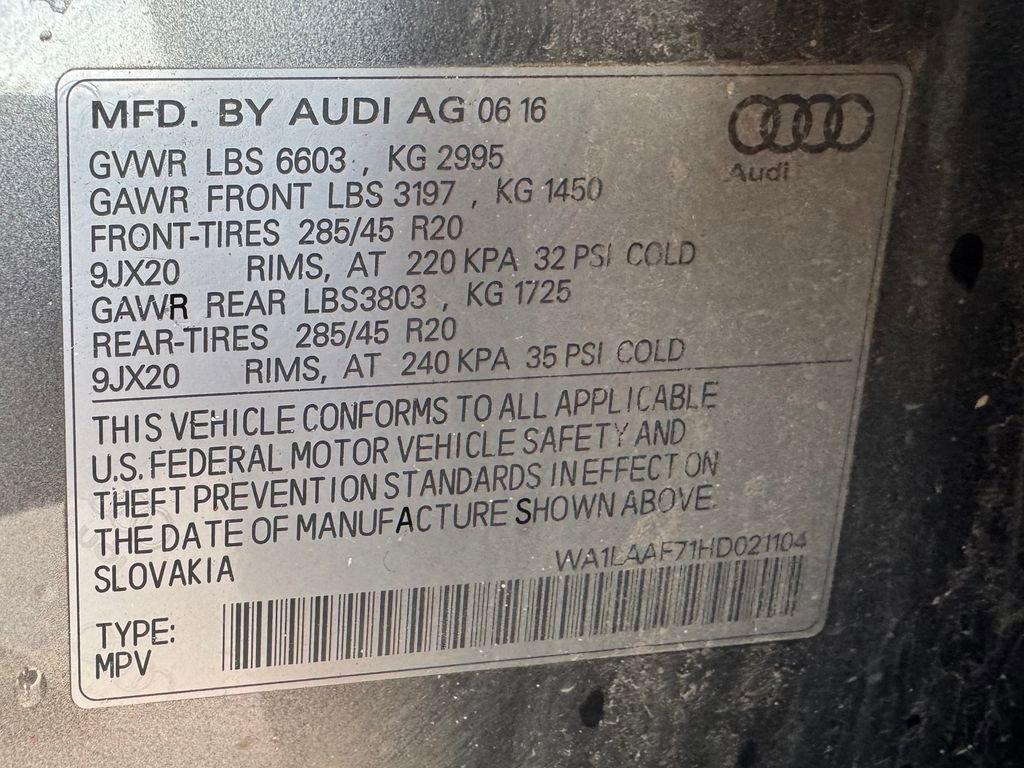 MFD. BY AUDI AG 06 16
Audi
GVWR LBS 6603 , KG 2995
GAWR FRONT LBS 3197 , KG 1450
FRONT-TIRES 285/45 R20
9JX20 RIMS, AT 220 KPA 32 PSI COLD
GAWR REAR LBS3803 , KG 1725
REAR-TIRES 285/45 R20
9JX20 RIMS, AT 240 KPA 35 PSI COLD
THIS VEHICLE CONFORMS TO ALL APPLICABLE
U.S. FEDERAL MOTOR VEHICLE SAFETY AND
THEFT PREVENTION STANDARDS IN EFFECT ON
THE DATE OF MANUFACTURE SHOWN ABOVE.
SLOVAKIA
WA1LAAF71HD021104
TYPE:
MPV